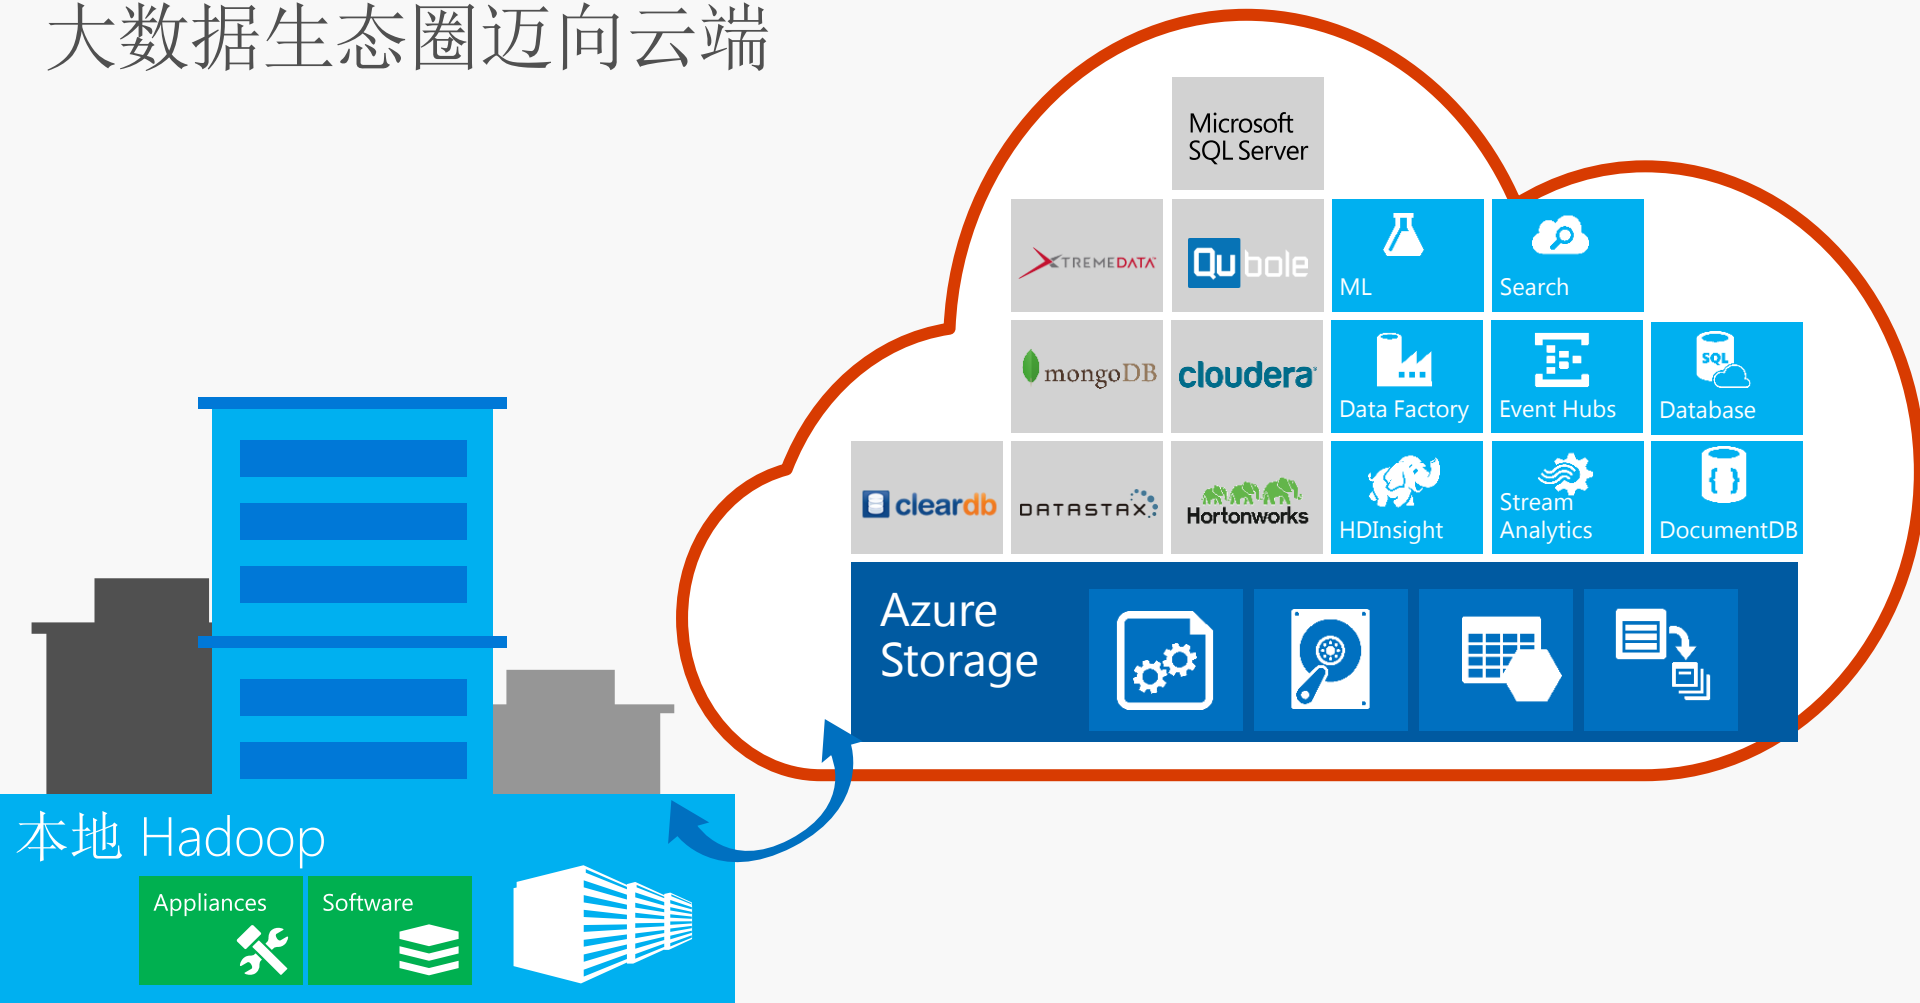 大数据生态圈迈向云端
Microsoft
SQL Server
XTREMEDATA
Qubole
ML
Search
mongoDB
cloudera
Data Factory
Event Hubs
SQL
Database
cleardb
DATASTAX
Hortonworks
HDInsight
Stream
Analytics
DocumentDB
Azure
Storage
本地 Hadoop
Appliances
Software